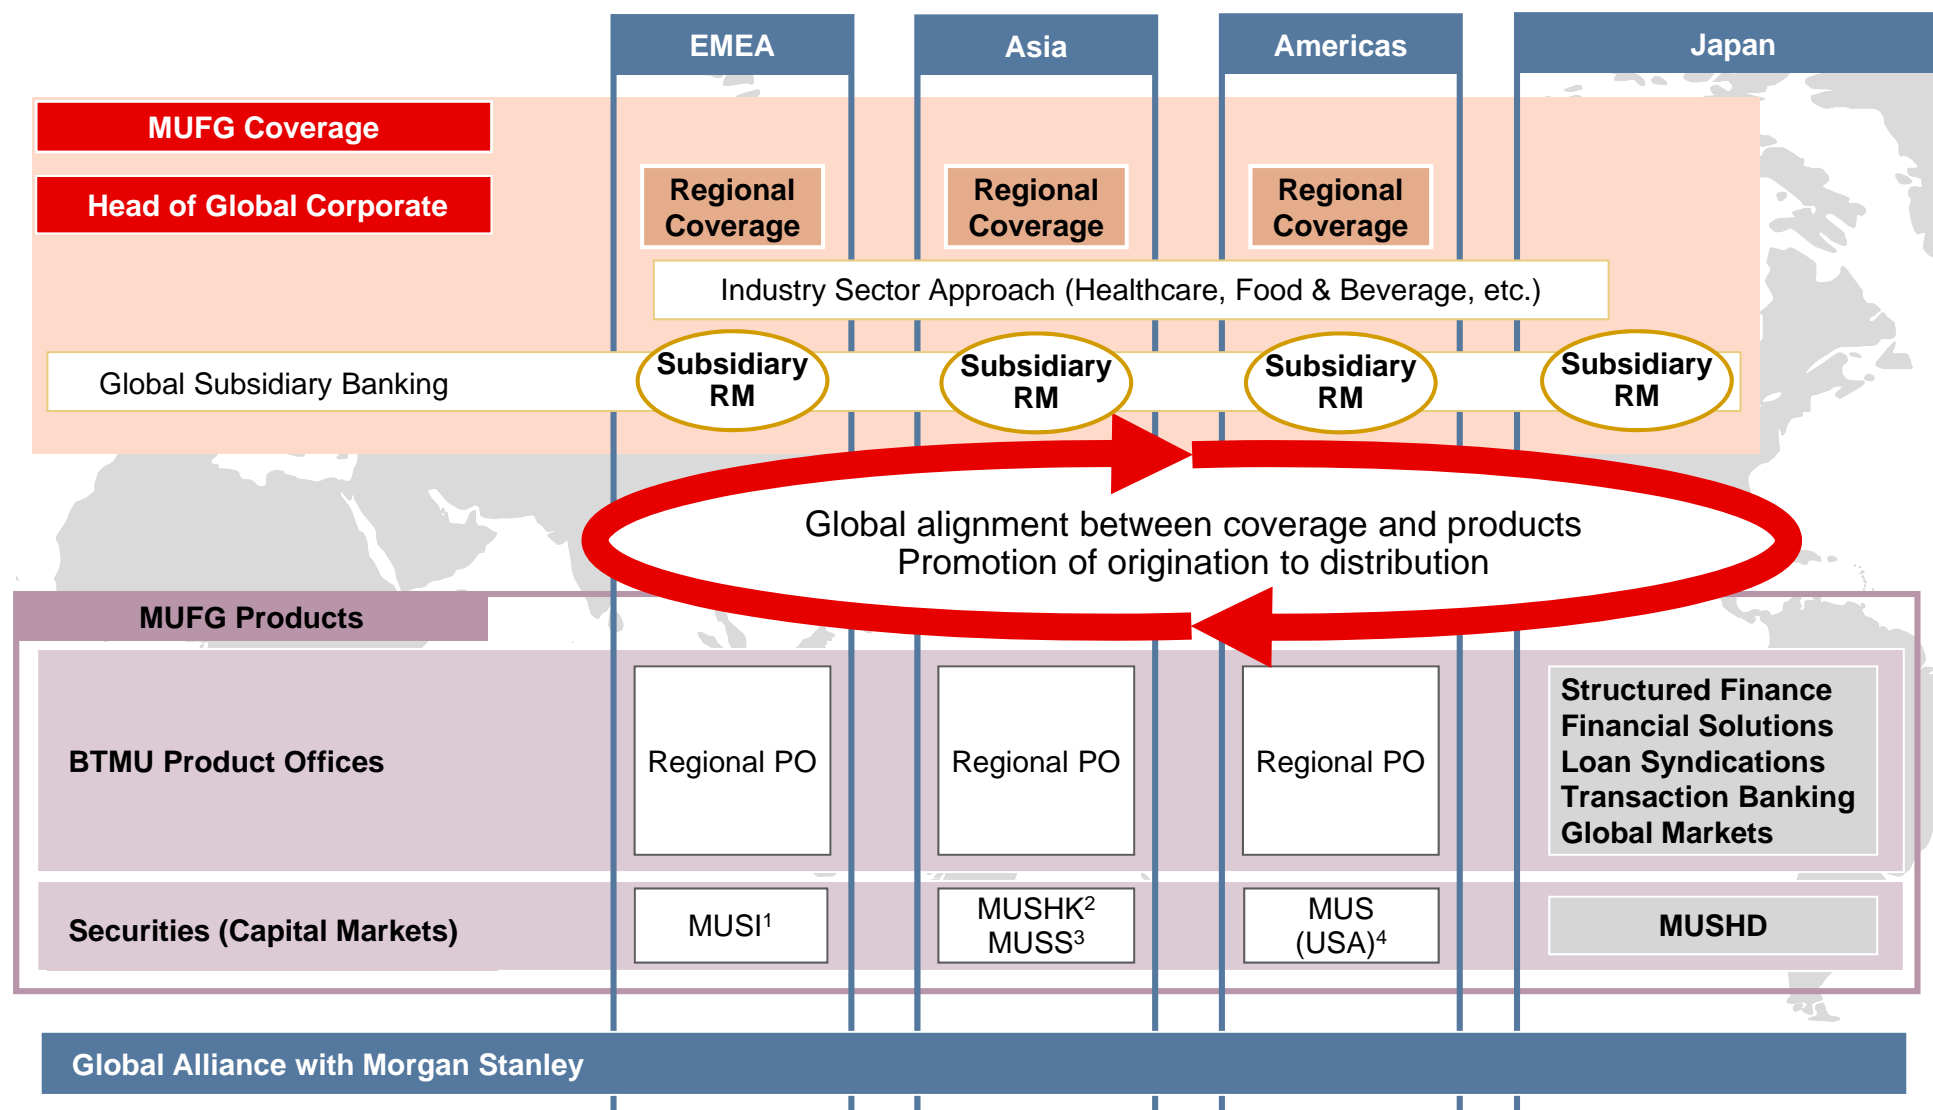 EMEA
Asia
Americas
Japan
MUFG Coverage
Head of Global Corporate
Regional
Coverage
Regional
Coverage
Regional
Coverage
Industry Sector Approach (Healthcare, Food & Beverage, etc.)
Global Subsidiary Banking
Subsidiary
RM
Subsidiary
RM
Subsidiary
RM
Subsidiary
RM
Global alignment between coverage and products
Promotion of origination to distribution
MUFG Products
BTMU Product Offices
Regional PO
Regional PO
Regional PO
Structured Finance
Financial Solutions
Loan Syndications
Transaction Banking
Global Markets
Securities (Capital Markets)
MUSI¹
MUSHK²
MUSS³
MUS
(USA)⁴
MUSHD
Global Alliance with Morgan Stanley